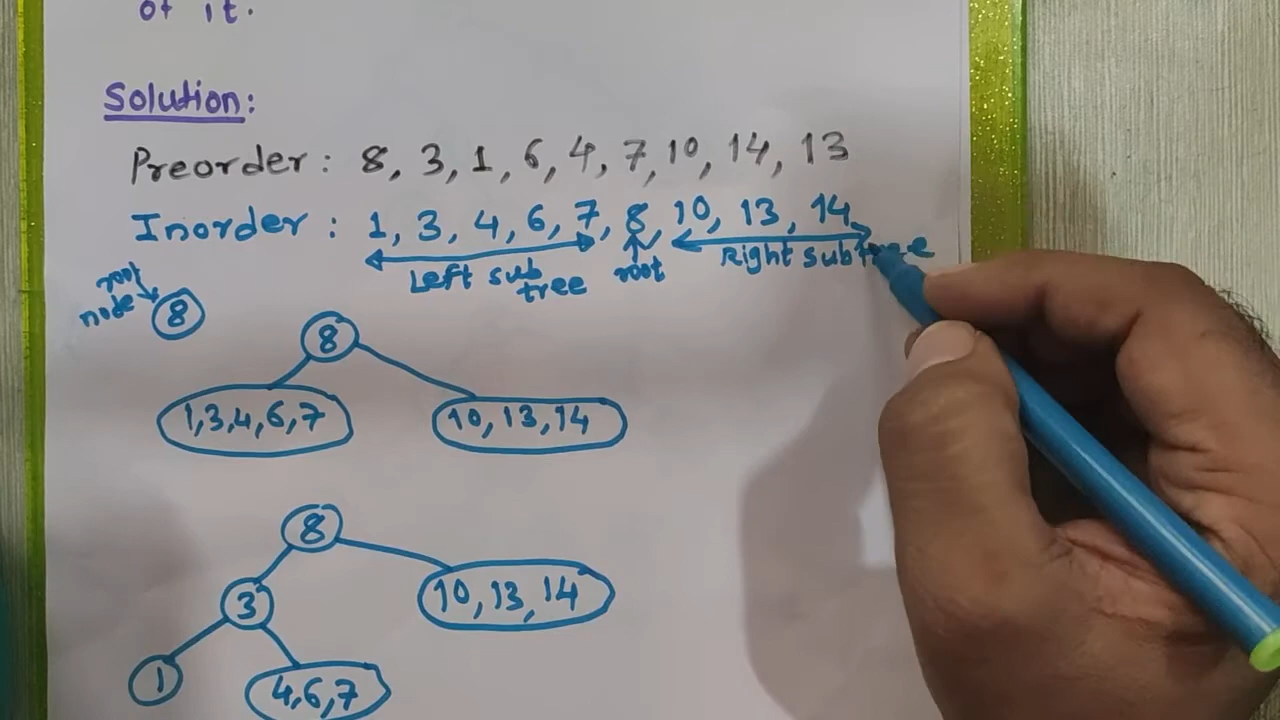 of it.
Solution:
Preorder: 8, 3, 1, 6, 4, 7, 10, 14, 13
Inorder: 1, 3, 4, 6, 7, 8, 10, 13, 14
Left sub tree
root
Right subtree
root node
8
8
1,3,4,6,7
10, 13, 14
8
3
10, 13, 14
1
4,6,7